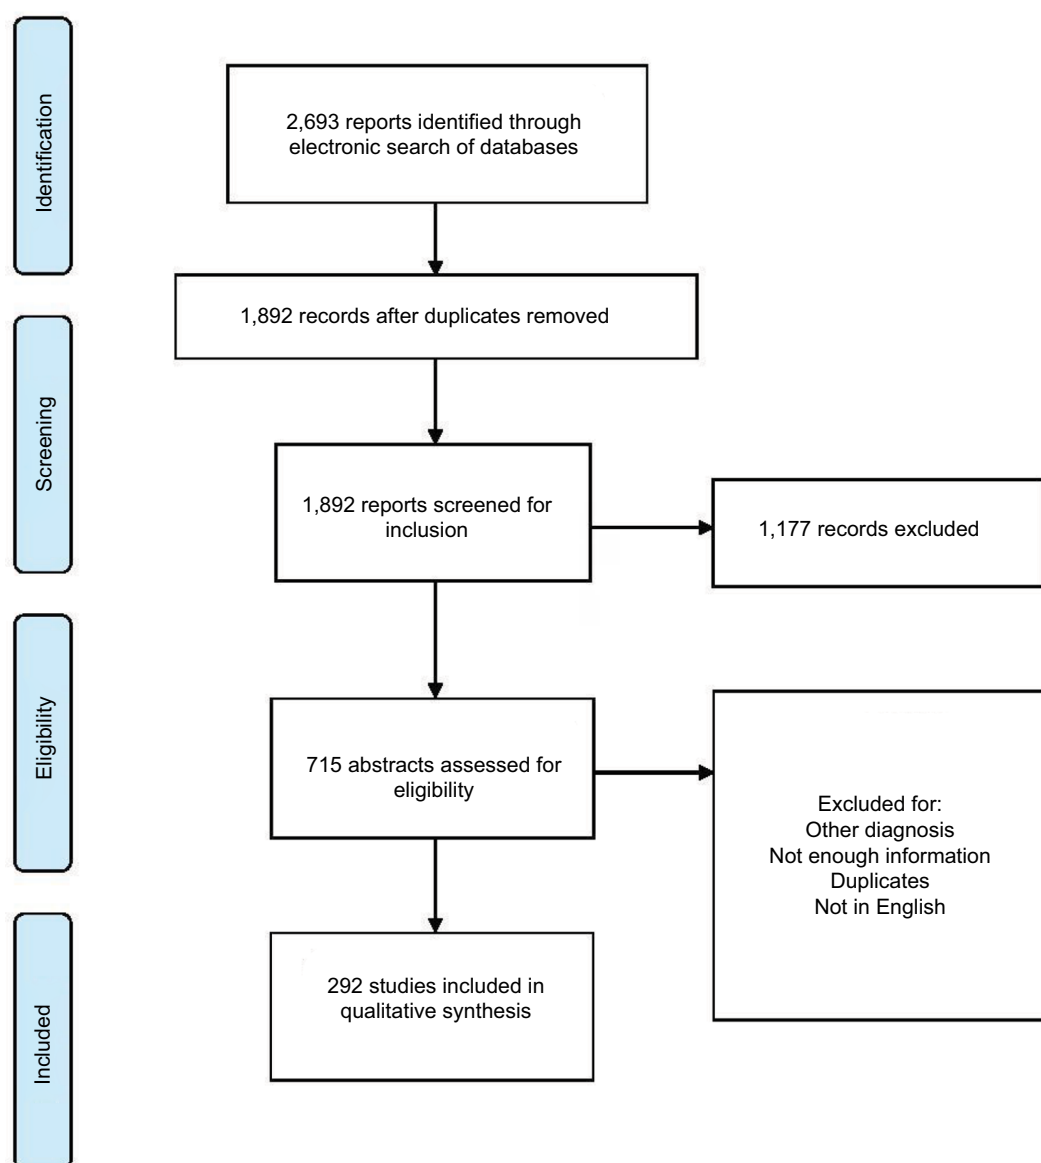 Identification
2,693 reports identified through
electronic search of databases
1,892 records after duplicates removed
Screening
1,892 reports screened for
inclusion
1,177 records excluded
Eligibility
715 abstracts assessed for
eligibility
Excluded for:
Other diagnosis
Not enough information
Duplicates
Not in English
Included
292 studies included in
qualitative synthesis